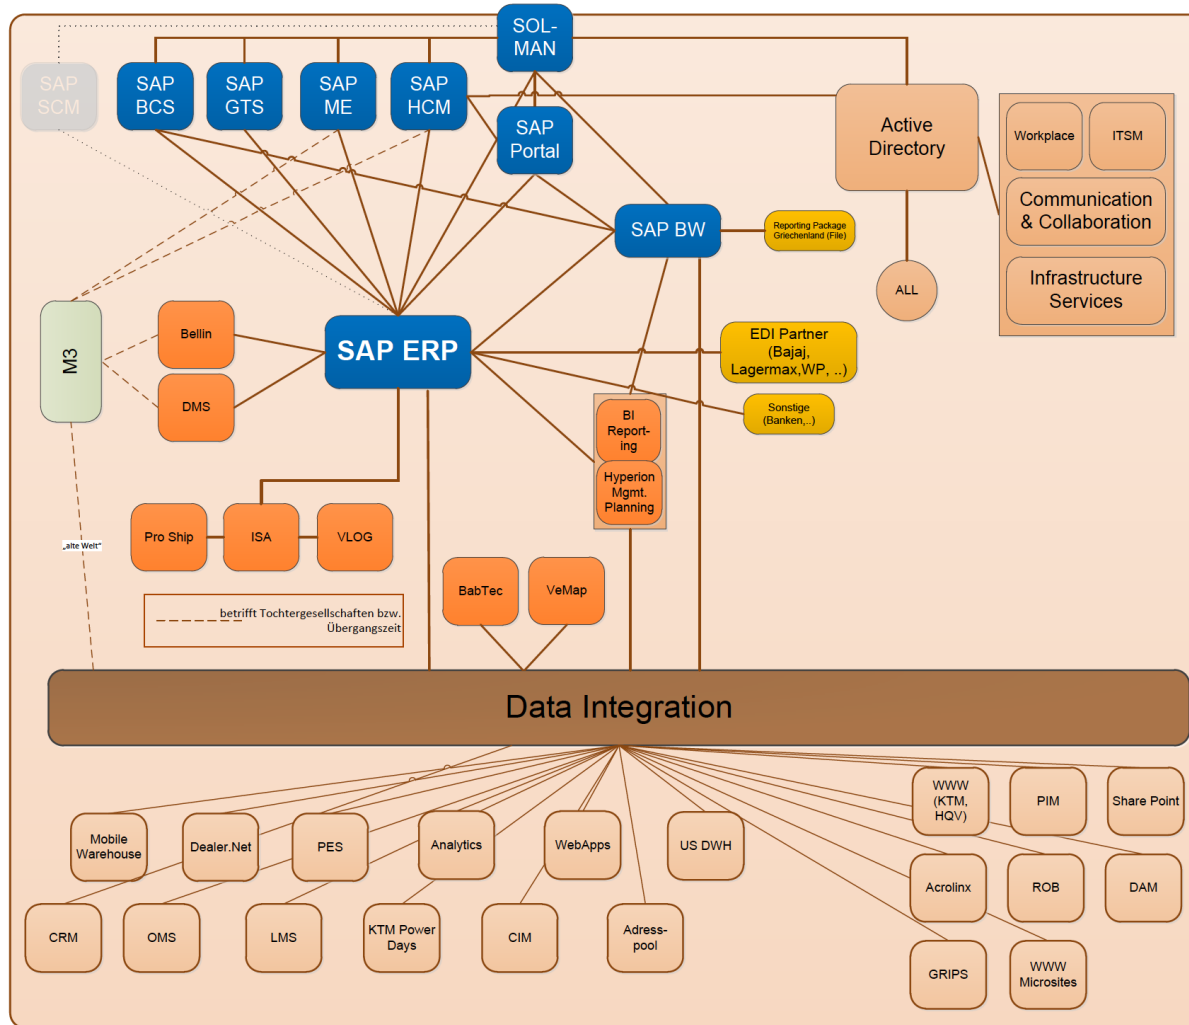 SOL-
MAN
SAP
SCM
SAP
BCS
SAP
GTS
SAP
ME
SAP
HCM
SAP
Portal
Active
Directory
Workplace
ITSM
Communication
& Collaboration
Infrastructure
Services
SAP BW
Reporting Package
Griechenland (File)
ALL
M3
Bellin
DMS
SAP ERP
EDI Partner
(Bajaj,
Lagermax,WP, ..)
Sonstige
(Banken,..)
BI
Report-
ing
Hyperion
Mgmt.
Planning
Pro Ship
ISA
VLOG
„alte Welt“
BabTec
VeMap
betrifft Tochtergesellschaften bzw.
Übergangszeit
Data Integration
Mobile
Warehouse
Dealer.Net
PES
Analytics
WebApps
US DWH
WWW
(KTM,
HQV)
PIM
Share Point
Acrolinx
ROB
DAM
CRM
OMS
LMS
KTM Power
Days
CIM
Adress-
pool
GRIPS
WWW
Microsites